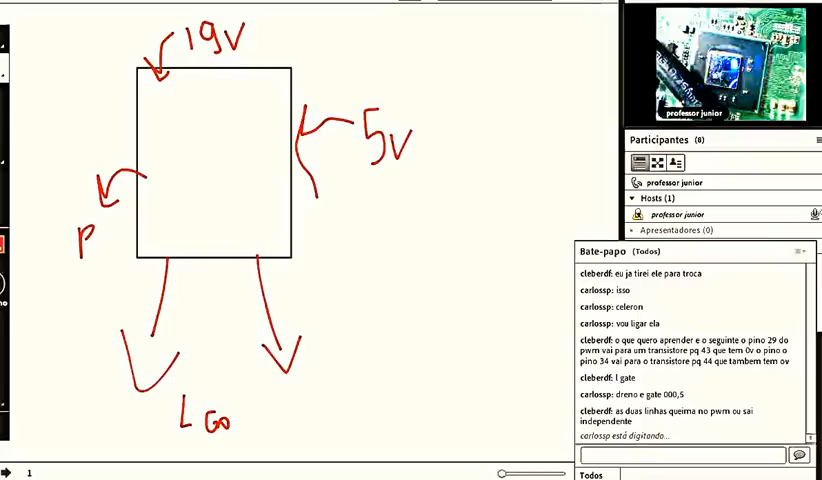 19V
5V
P
L Go
1
professor junior
Participantes (8)
professor junior
Hosts (1)
professor junior
Apresentadores (0)
Bate-papo (Todos)
cleberdf: eu ja tirei ele para troca
carlossp: isso
carlossp: celeron
carlossp: vou ligar ela
cleberdf: o que quero aprender e o seguinte o pino 29 do
pwm vai para um transistore pq 43 que tem 0v o pino o
pino 34 vai para o transistore pq 44 que tambem tem ov
cleberdf: l gate
carlossp: dreno e gate 000,5
cleberdf: as duas linhas queima no pwm ou sai
independente
carlossp está digitando...
Todos